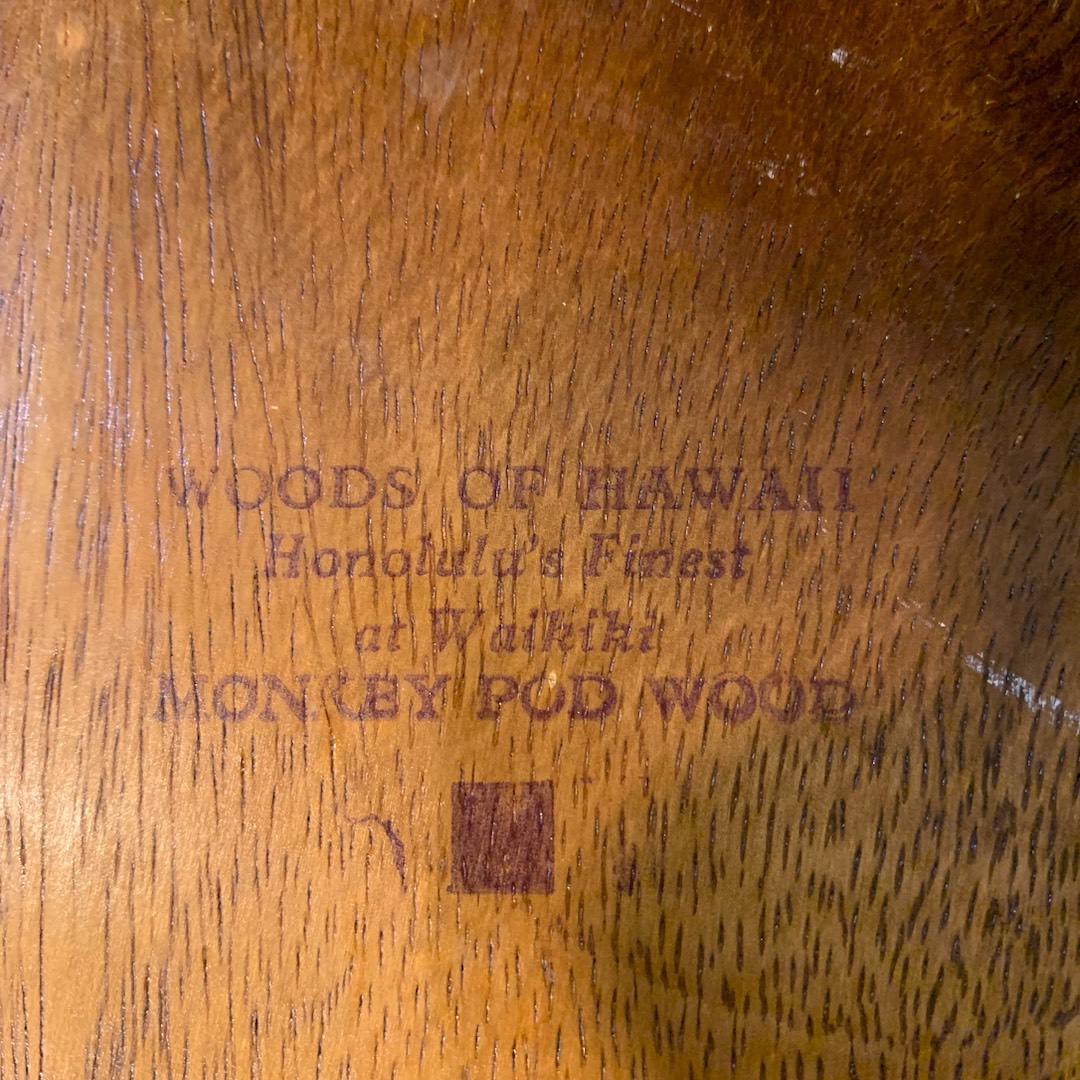 WOODS OF HAWAII
Honolulu's Finest
at Waikiki
MONKEY POD WOOD